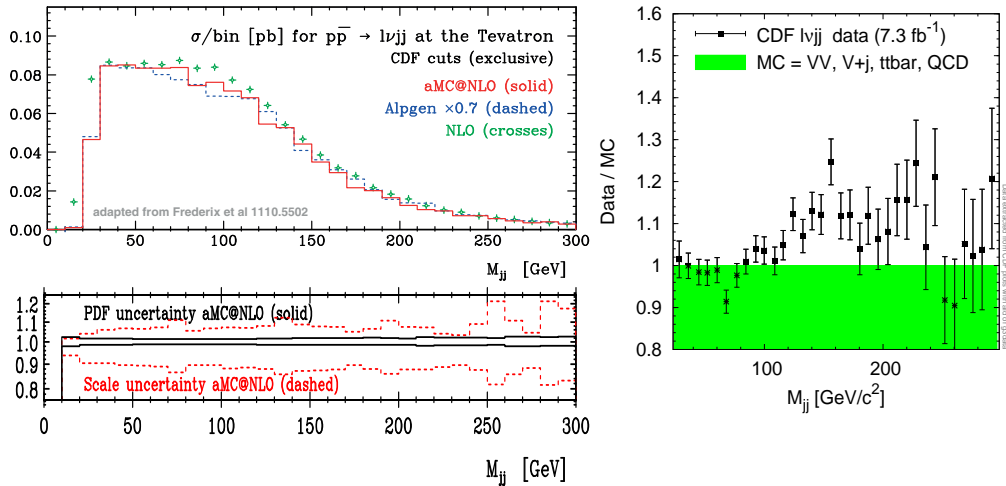 σ/bin [pb] for pp̅ → lνjj at the Tevatron
CDF cuts (exclusive)
aMC@NLO (solid)
Alpgen ×0.7 (dashed)
NLO (crosses)
adapted from Frederix et al 1110.5502
0.10
0.08
0.06
0.04
0.02
0.00
0 50 100 150 200 250 300
M_jj [GeV]
1.2
1.1
1.0
0.9
0.8
PDF uncertainty aMC@NLO (solid)
Scale uncertainty aMC@NLO (dashed)
0 50 100 150 200 250 300
M_jj [GeV]
1.6
1.5
1.4
1.3
1.2
1.1
1
0.9
0.8
Data / MC
CDF lνjj data (7.3 fb⁻¹)
MC = VV, V+j, ttbar, QCD
100 200
M_jj [GeV/c²]